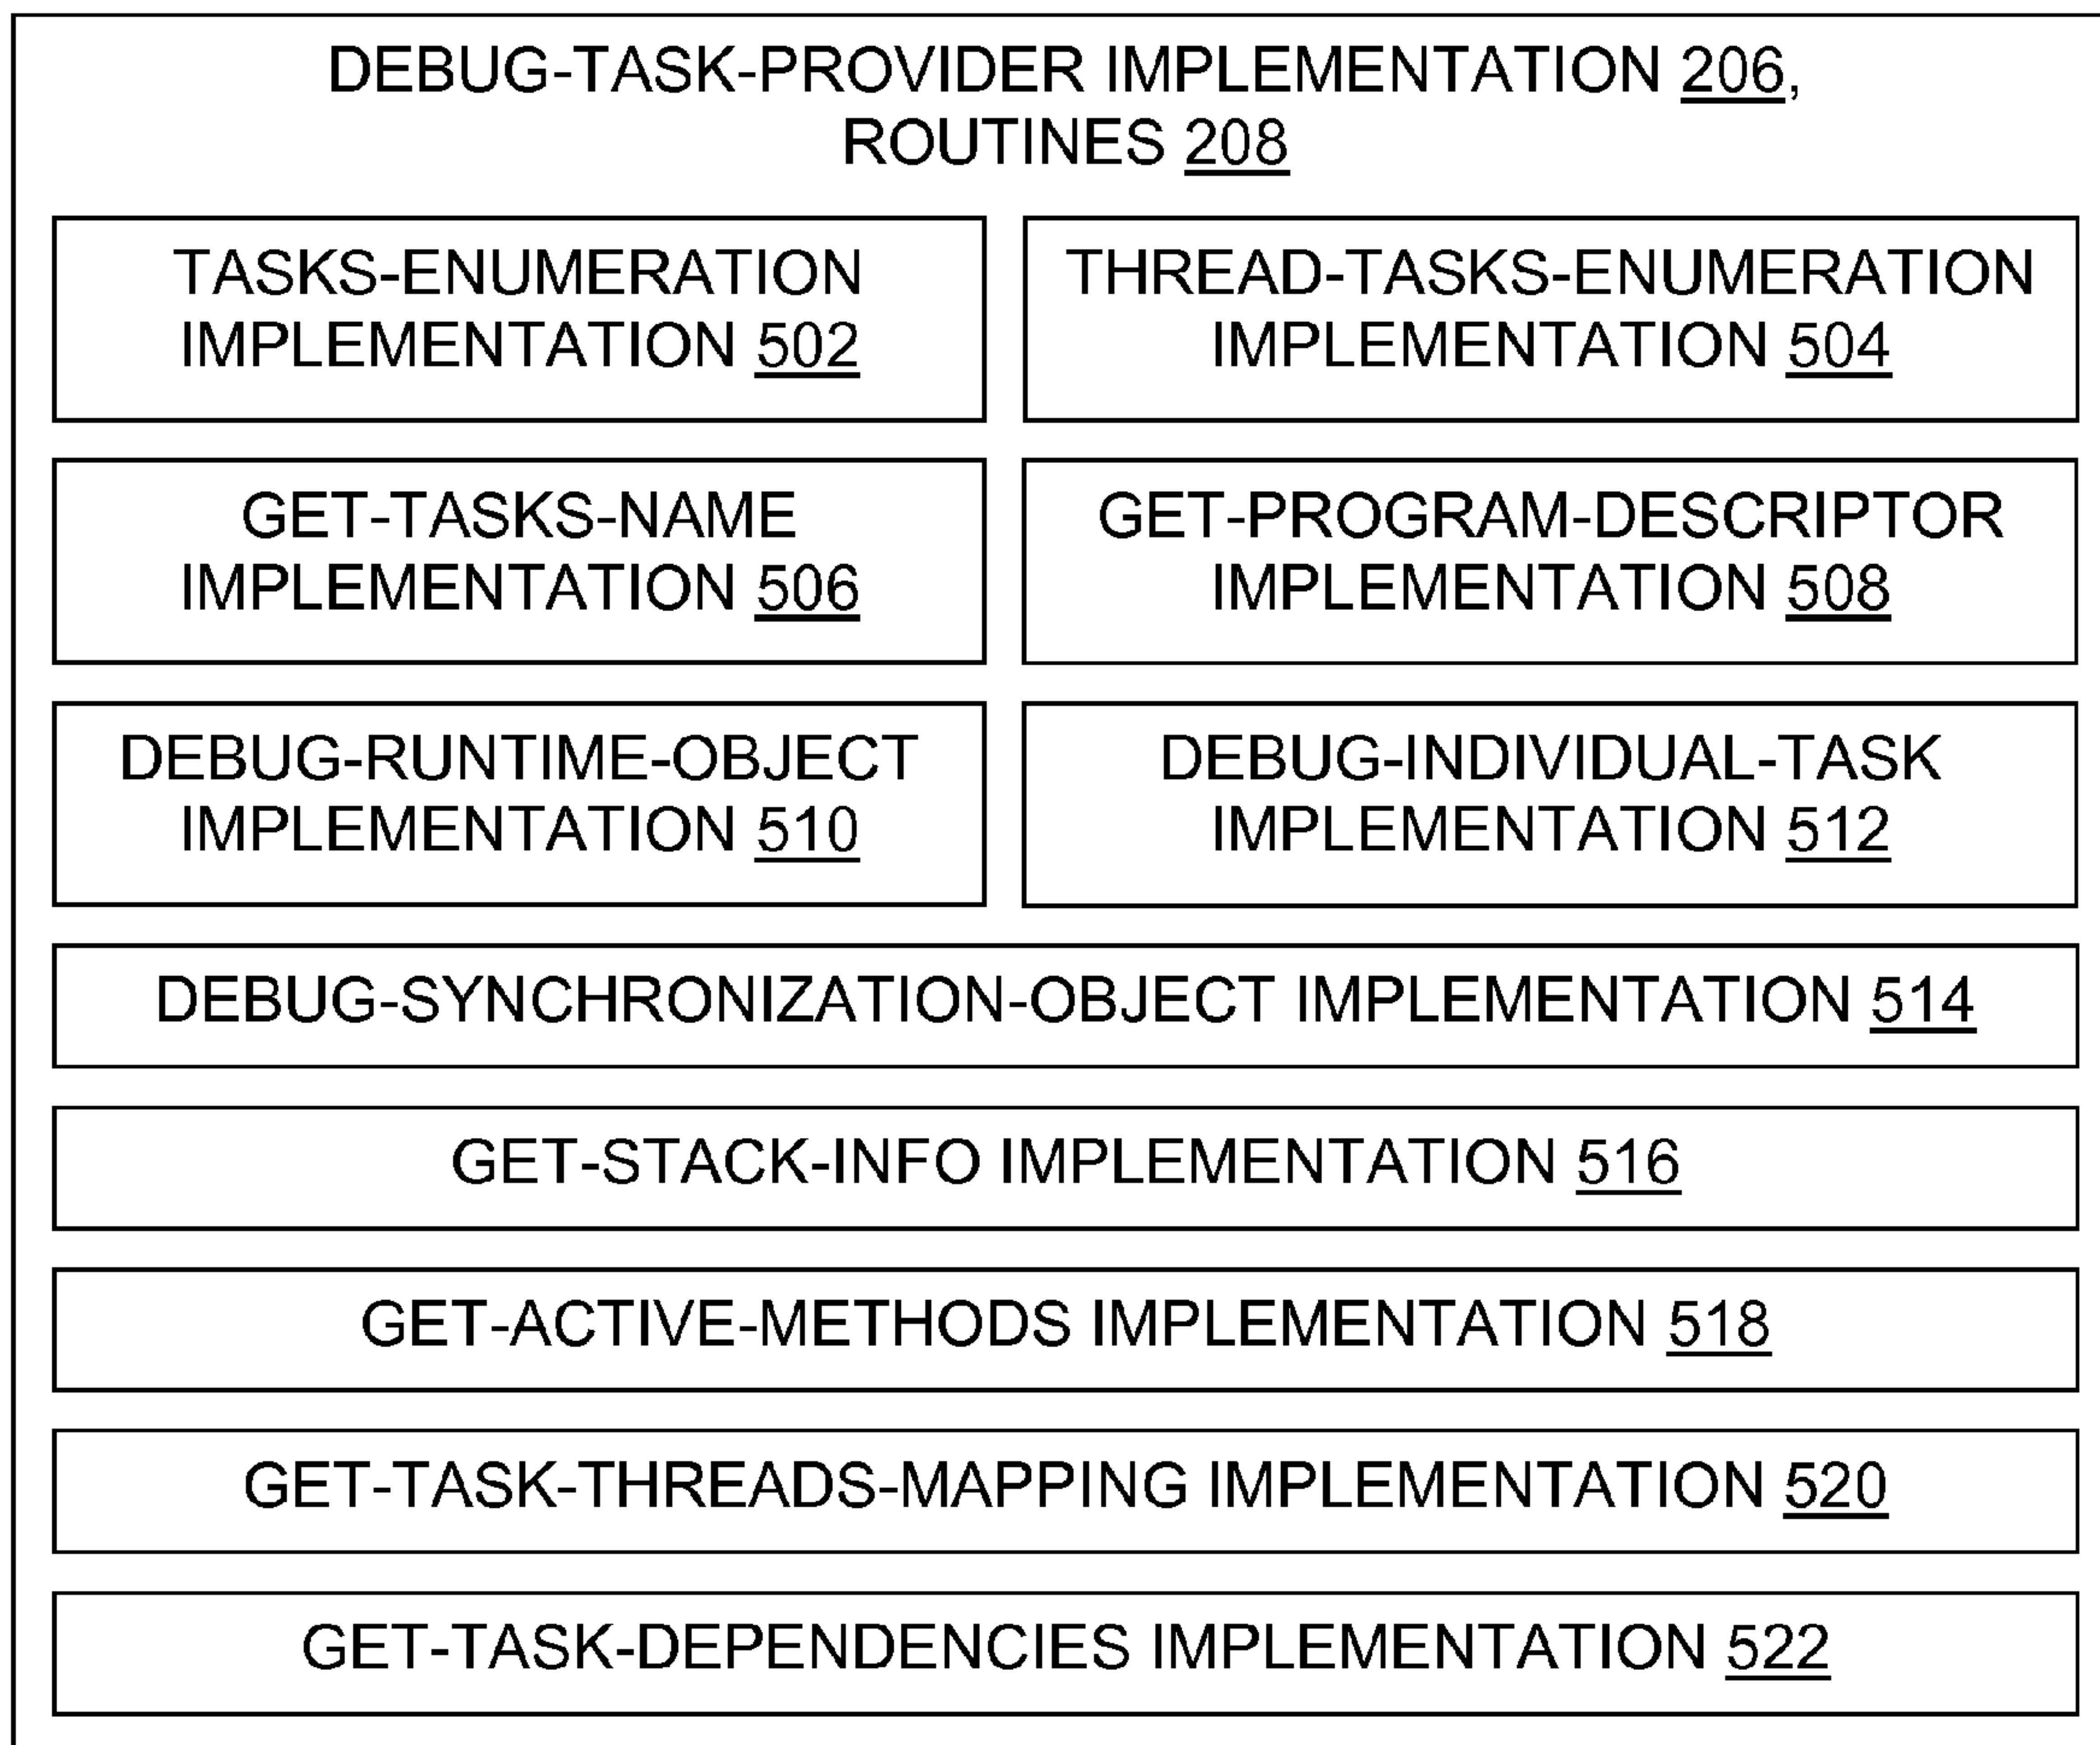 DEBUG-TASK-PROVIDER IMPLEMENTATION 206,
ROUTINES 208
TASKS-ENUMERATION
IMPLEMENTATION 502
THREAD-TASKS-ENUMERATION
IMPLEMENTATION 504
GET-TASKS-NAME
IMPLEMENTATION 506
GET-PROGRAM-DESCRIPTOR
IMPLEMENTATION 508
DEBUG-RUNTIME-OBJECT
IMPLEMENTATION 510
DEBUG-INDIVIDUAL-TASK
IMPLEMENTATION 512
DEBUG-SYNCHRONIZATION-OBJECT IMPLEMENTATION 514
GET-STACK-INFO IMPLEMENTATION 516
GET-ACTIVE-METHODS IMPLEMENTATION 518
GET-TASK-THREADS-MAPPING IMPLEMENTATION 520
GET-TASK-DEPENDENCIES IMPLEMENTATION 522